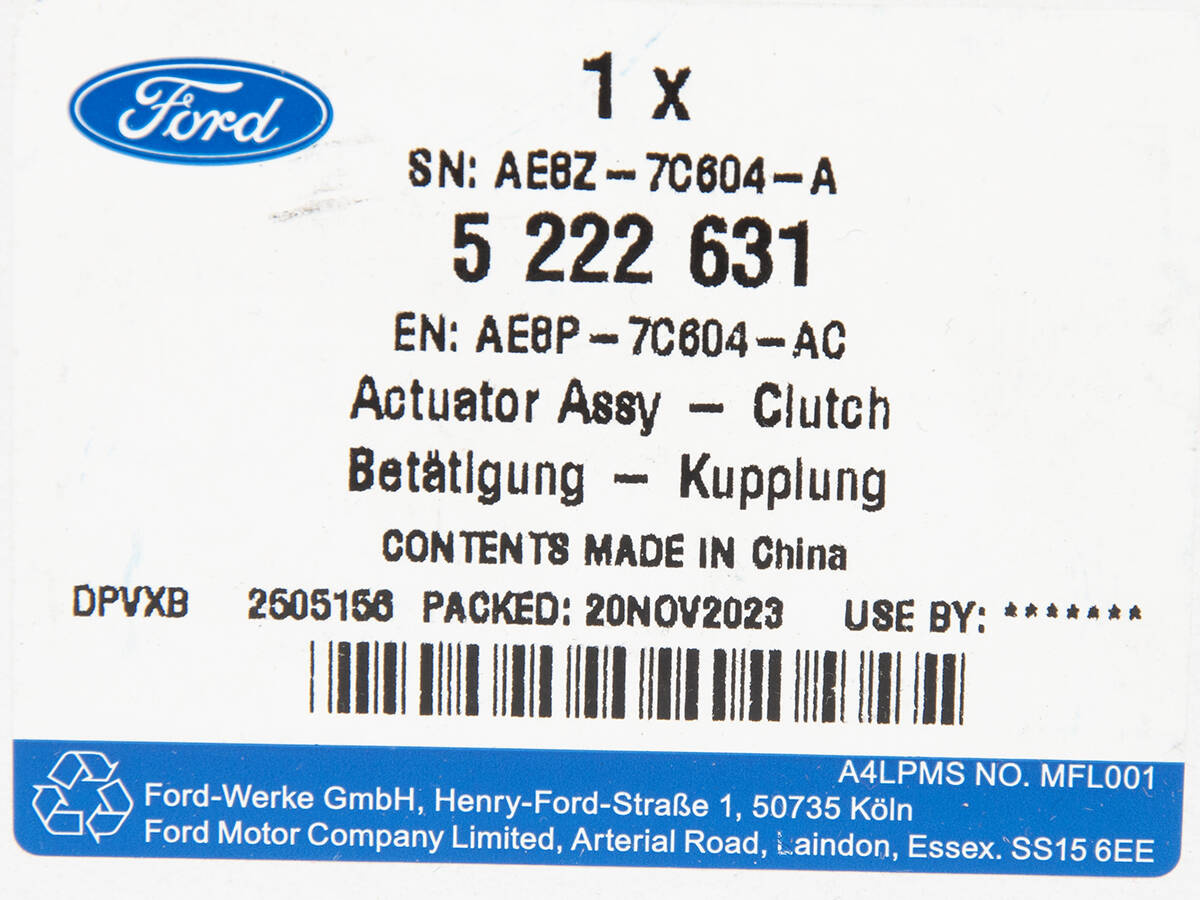 Ford
1 x
SN: AE8Z-7C604-A
5 222 631
EN: AE8P-7C604-AC
Actuator Assy - Clutch
Betätigung - Kupplung
CONTENTS MADE IN China
DPVXB 2605156 PACKED: 20NOV2023 USE BY: *******
A4LPMS NO. MFL001
Ford-Werke GmbH, Henry-Ford-Straße 1, 50735 Köln
Ford Motor Company Limited, Arterial Road, Laindon, Essex. SS15 6EE